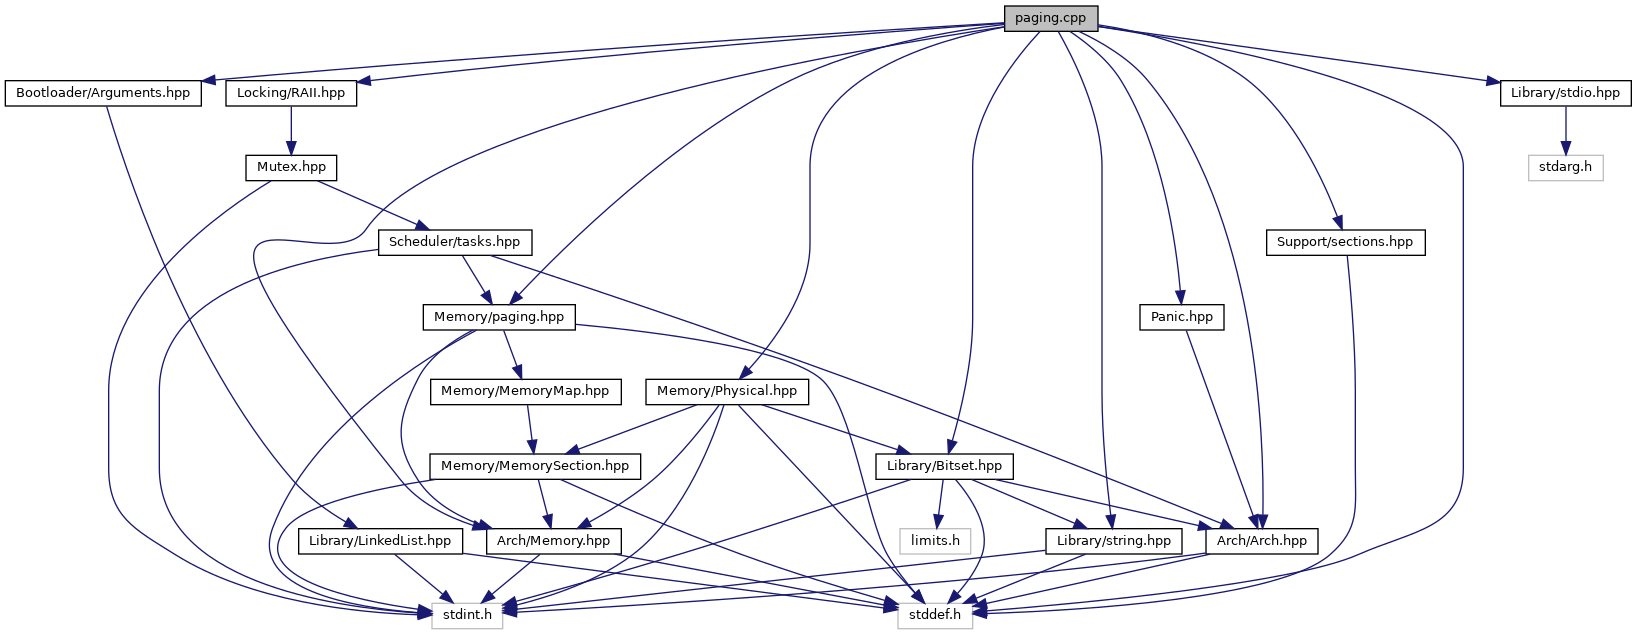 paging.cpp
Bootloader/Arguments.hpp
Locking/RAII.hpp
Library/stdio.hpp
Mutex.hpp
stdarg.h
Scheduler/tasks.hpp
Support/sections.hpp
Memory/paging.hpp
Panic.hpp
Memory/MemoryMap.hpp
Memory/Physical.hpp
Memory/MemorySection.hpp
Library/Bitset.hpp
Library/LinkedList.hpp
Arch/Memory.hpp
limits.h
Library/string.hpp
Arch/Arch.hpp
stdint.h
stddef.h